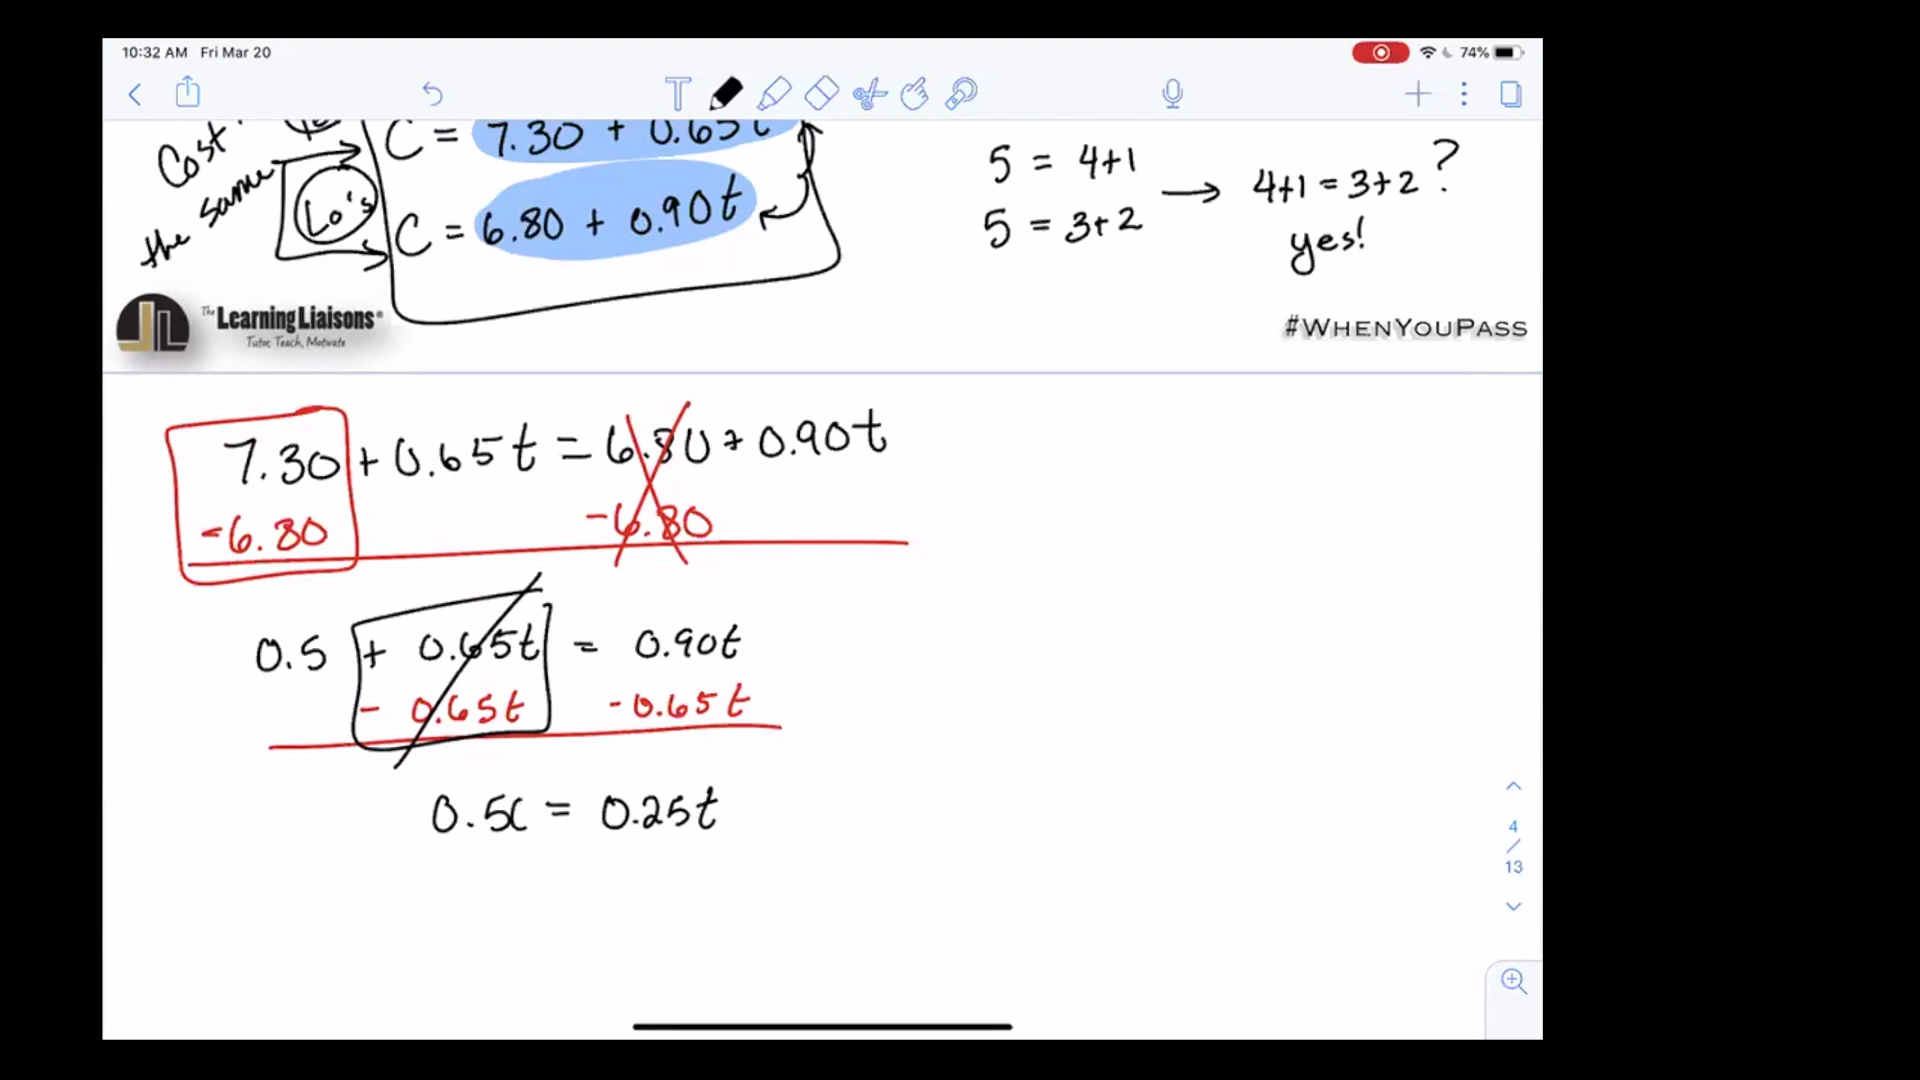 10:32 AM Fri Mar 20
74%
Cost
the same
C = 7.30 + 0.65t
Lo's
C = 6.80 + 0.90t
5 = 4+1
5 = 3+2
4+1 = 3+2 ?
yes!
The Learning Liaisons®
Tutor, Teach, Motivate
#WHENYOUPASS
7.30 + 0.65t = 6.80 + 0.90t
-6.80 -6.80
0.5 + 0.65t = 0.90t
- 0.65t -0.65t
0.50 = 0.25t
4
/
13